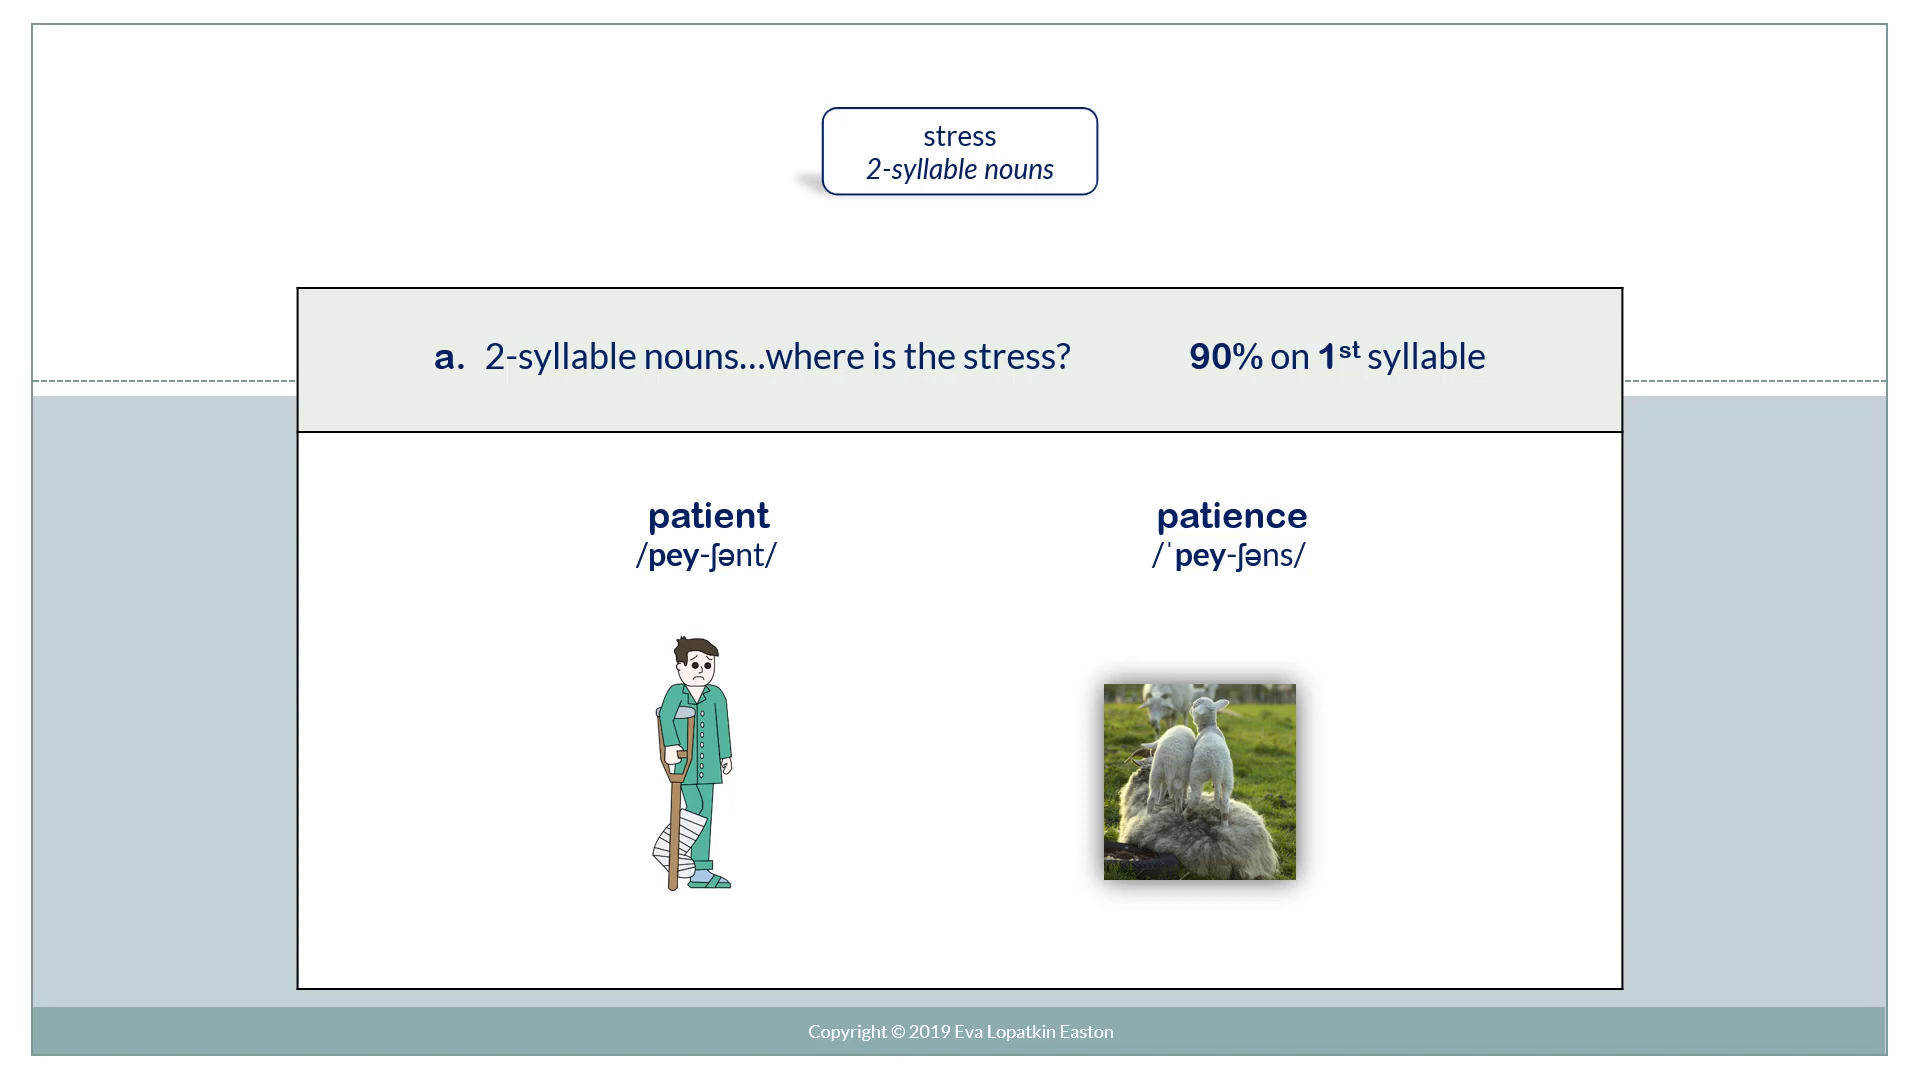 stress
2-syllable nouns
a. 2-syllable nouns...where is the stress? 90% on 1st syllable
patient
/pey-ʃənt/
patience
/ˈpey-ʃəns/
Copyright © 2019 Eva Lopatkin Easton